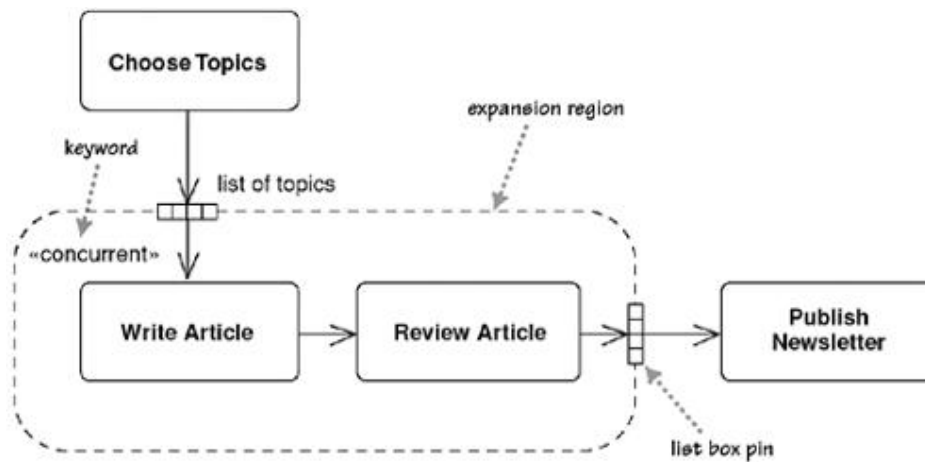 Choose Topics
expansion region
keyword
list of topics
«concurrent»
Write Article
Review Article
Publish
Newsletter
list box pin